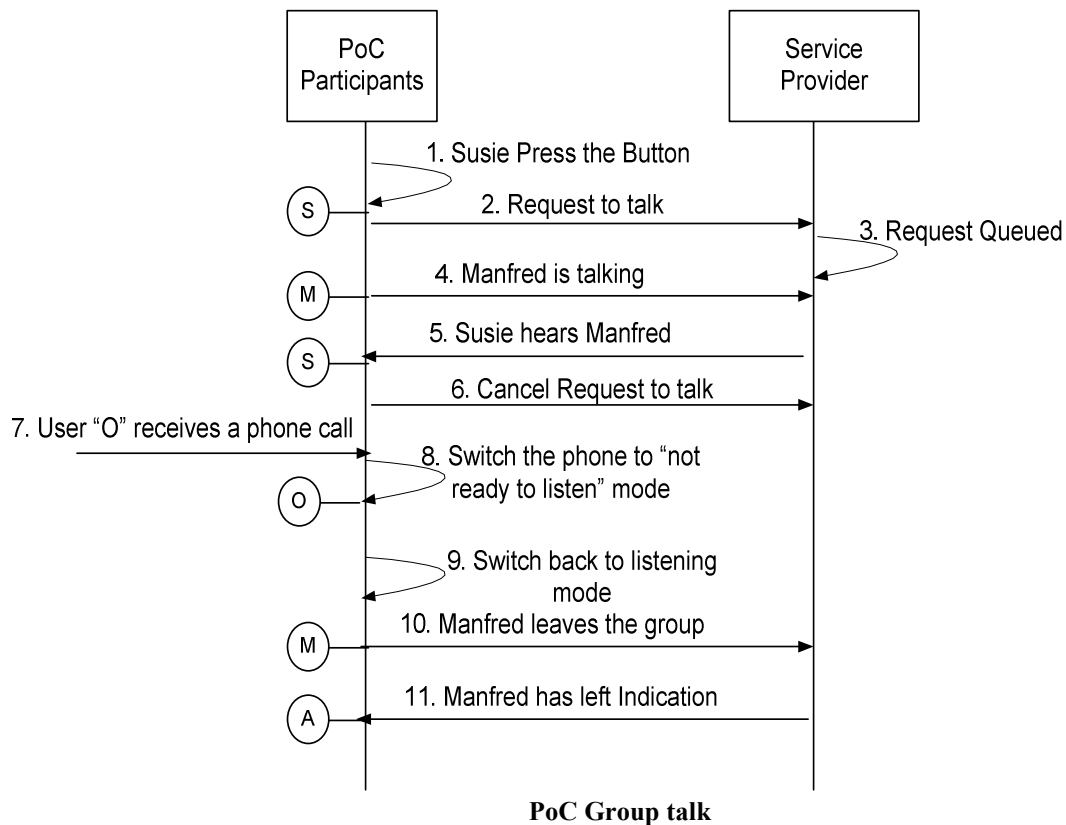 PoC
Participants
Service
Provider
1. Susie Press the Button
S
2. Request to talk
3. Request Queued
M
4. Manfred is talking
5. Susie hears Manfred
S
6. Cancel Request to talk
7. User “O” receives a phone call
8. Switch the phone to “not
ready to listen” mode
O
9. Switch back to listening
mode
10. Manfred leaves the group
M
11. Manfred has left Indication
A
PoC Group talk